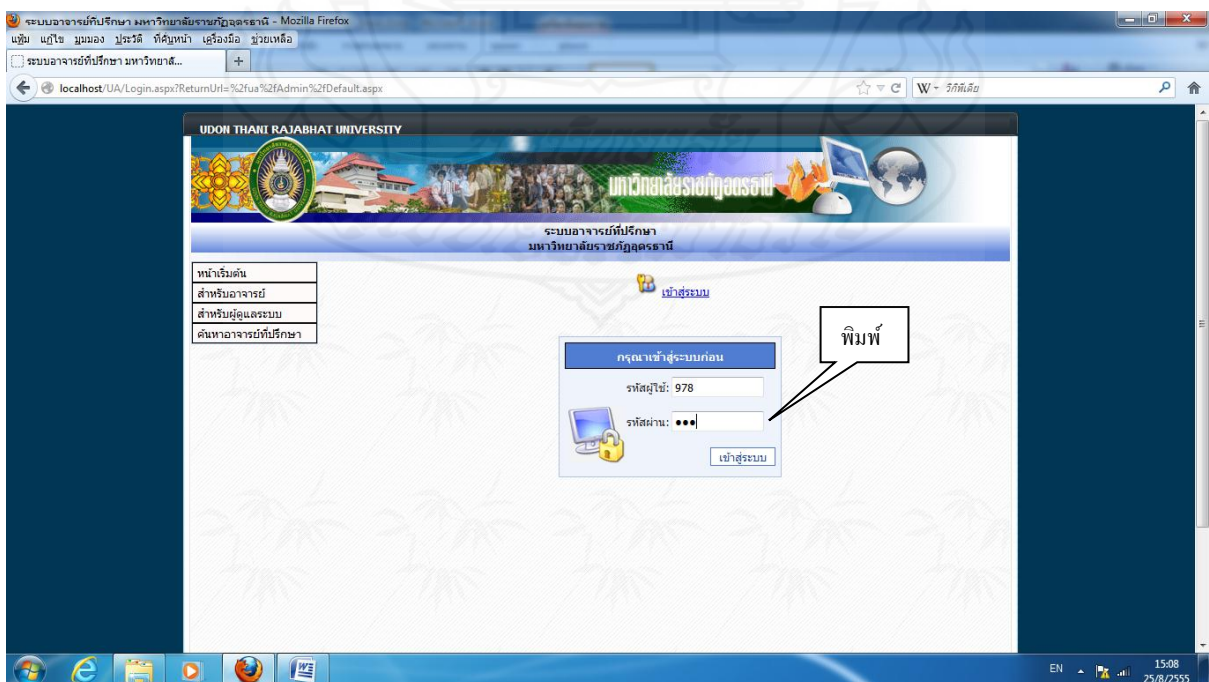 ระบบอาจารย์ที่ปรึกษา มหาวิทยาลัยราชภัฏอุดรธานี - Mozilla Firefox
แฟ้ม แก้ไข มุมมอง ประวัติ ที่คั่นหน้า เครื่องมือ ช่วยเหลือ
ระบบอาจารย์ที่ปรึกษา มหาวิทยาลั... +
localhost/UA/Login.aspx?ReturnUrl=%2fua%2fAdmin%2fDefault.aspx W วิกิพีเดีย
UDON THANI RAJABHAT UNIVERSITY
มหาวิทยาลัยราชภัฏอุดรธานี
ระบบอาจารย์ที่ปรึกษา
มหาวิทยาลัยราชภัฏอุดรธานี
หน้าเริ่มต้น
สำหรับอาจารย์
สำหรับผู้ดูแลระบบ
ค้นหาอาจารย์ที่ปรึกษา
เข้าสู่ระบบ
พิมพ์
กรุณาเข้าสู่ระบบก่อน
รหัสผู้ใช้: 978
รหัสผ่าน: •••
เข้าสู่ระบบ
EN 15:08
25/8/2555